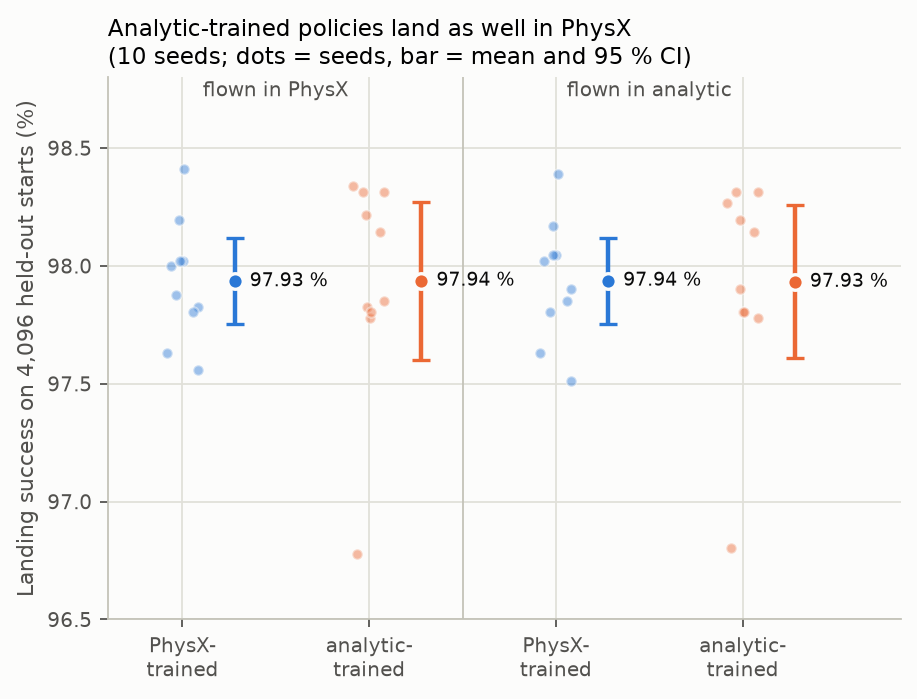 Analytic-trained policies land as well in PhysX
(10 seeds; dots = seeds, bar = mean and 95 % CI)
flown in PhysX
flown in analytic
Landing success on 4,096 held-out starts (%)
98.5
98.0
97.5
97.0
96.5
97.93 %
97.94 %
97.94 %
97.93 %
PhysX-
trained
analytic-
trained
PhysX-
trained
analytic-
trained